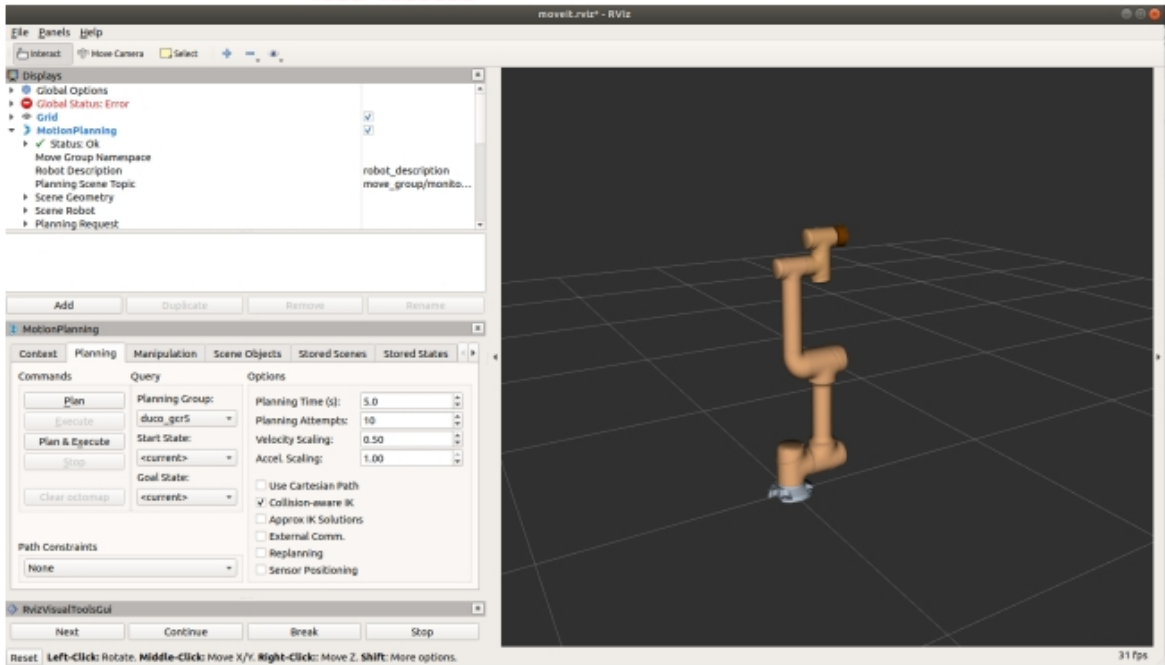 moveit.rviz* - RViz
File Panels Help
Interact Move Camera Select
Displays
Global Options
Global Status: Error
Grid
MotionPlanning
Status: Ok
Move Group Namespace
Robot Description robot_description
Planning Scene Topic move_group/monito...
Scene Geometry
Scene Robot
Planning Request
Add Duplicate Remove Rename
MotionPlanning
Context Planning Manipulation Scene Objects Stored Scenes Stored States
Commands Query Options
Plan Planning Group: Planning Time (s): 5.0
Execute duco_gcr5 Planning Attempts: 10
Plan & Execute Start State: Velocity Scaling: 0.50
Stop <current> Accel. Scaling: 1.00
Goal State:
Clear octomap <current>
Use Cartesian Path
Collision-aware IK
Approx IK Solutions
External Comm.
Replanning
Sensor Positioning
Path Constraints
None
RvizVisualToolsGui
Next Continue Break Stop
Reset Left-Click: Rotate. Middle-Click: Move X/Y. Right-Click:: Move Z. Shift: More options. 31 fps